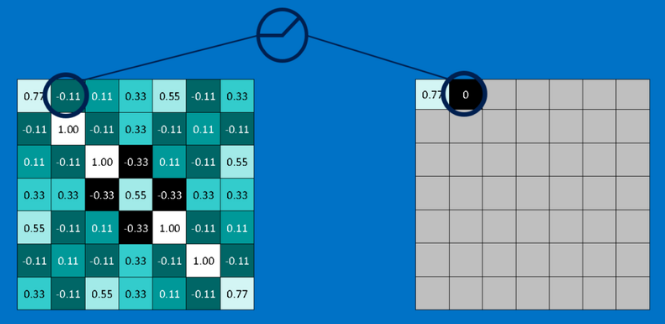 0.77 -0.11 0.11 0.33 0.55 -0.11 0.33 0.77 0
-0.11 1.00 -0.11 0.33 -0.11 0.11 -0.11
0.11 -0.11 1.00 -0.33 0.11 -0.11 0.55
0.33 0.33 -0.33 0.55 -0.33 0.33 0.33
0.55 -0.11 0.11 -0.33 1.00 -0.11 0.11
-0.11 0.11 -0.11 0.33 -0.11 1.00 -0.11
0.33 -0.11 0.55 0.33 0.11 -0.11 0.77